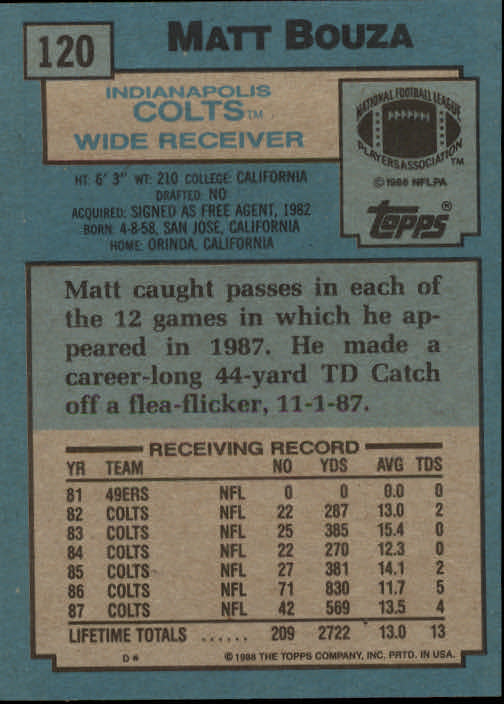 120
MATT BOUZA
INDIANAPOLIS
COLTS™
WIDE RECEIVER
NATIONAL FOOTBALL LEAGUE
PLAYERS ASSOCIATION™
©1986 NFLPA
Topps®
HT: 6' 3" WT: 210 COLLEGE: CALIFORNIA
DRAFTED: NO
ACQUIRED: SIGNED AS FREE AGENT, 1982
BORN: 4-8-58, SAN JOSE, CALIFORNIA
HOME: ORINDA, CALIFORNIA
Matt caught passes in each of
the 12 games in which he ap-
peared in 1987. He made a
career-long 44-yard TD Catch
off a flea-flicker, 11-1-87.
RECEIVING RECORD
YR TEAM NO YDS AVG TDS
81 49ERS NFL 0 0 0.0 0
82 COLTS NFL 22 287 13.0 2
83 COLTS NFL 25 385 15.4 0
84 COLTS NFL 22 270 12.3 0
85 COLTS NFL 27 381 14.1 2
86 COLTS NFL 71 830 11.7 5
87 COLTS NFL 42 569 13.5 4
LIFETIME TOTALS ...... 209 2722 13.0 13
D* ©1988 THE TOPPS COMPANY, INC. PRTD. IN USA.